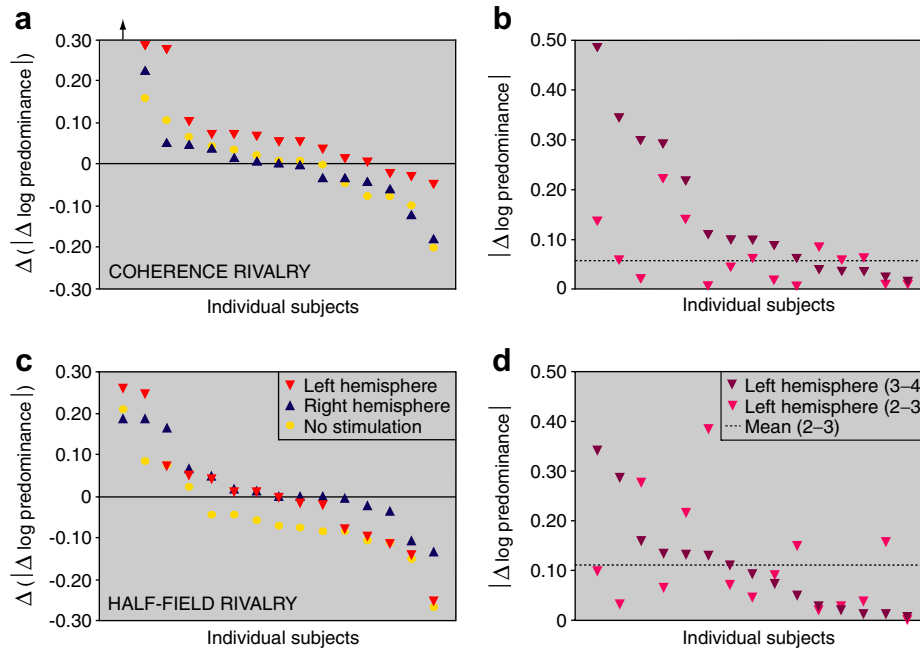 a
0.30
0.20
0.10
0
-0.10
-0.20
-0.30
Δ (|Δ log predominance|)
COHERENCE RIVALRY
Individual subjects
b
0.50
0.30
0.20
0.10
0
|Δ log predominance|
Individual subjects
c
0.30
0.20
0.10
0
-0.10
-0.20
-0.30
Δ (|Δ log predominance|)
Left hemisphere
Right hemisphere
No stimulation
HALF-FIELD RIVALRY
Individual subjects
d
0.50
0.30
0.20
0.10
0
|Δ log predominance|
Left hemisphere (3–4
Left hemisphere (2–3
Mean (2–3)
Individual subjects